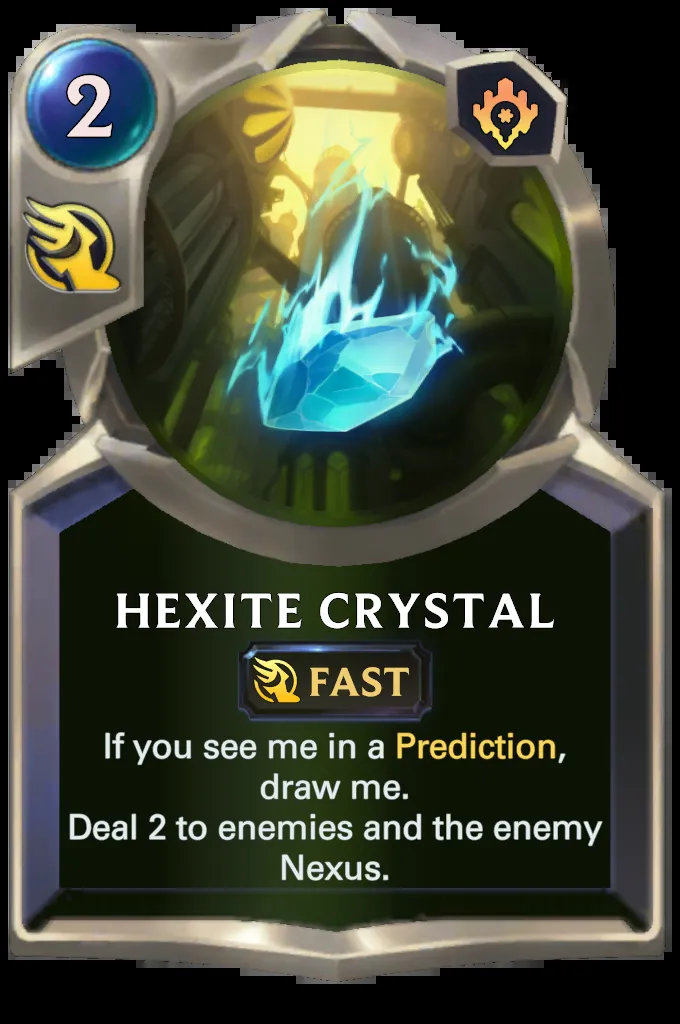 2
HEXITE CRYSTAL
FAST
If you see me in a Prediction,
draw me.
Deal 2 to enemies and the enemy
Nexus.